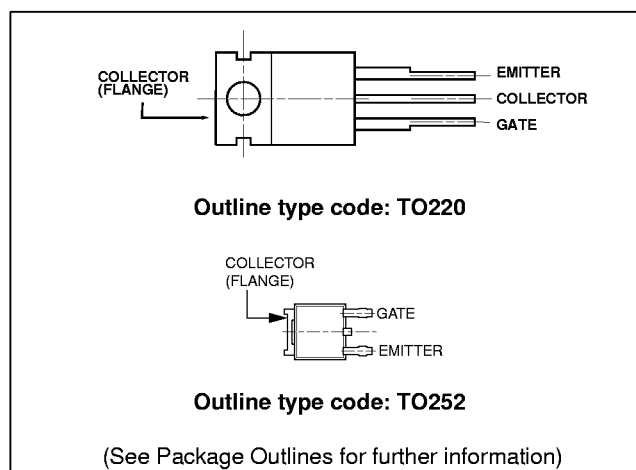 COLLECTOR
(FLANGE)
EMITTER
COLLECTOR
GATE
Outline type code: TO220
COLLECTOR
(FLANGE)
GATE
EMITTER
Outline type code: TO252
(See Package Outlines for further information)